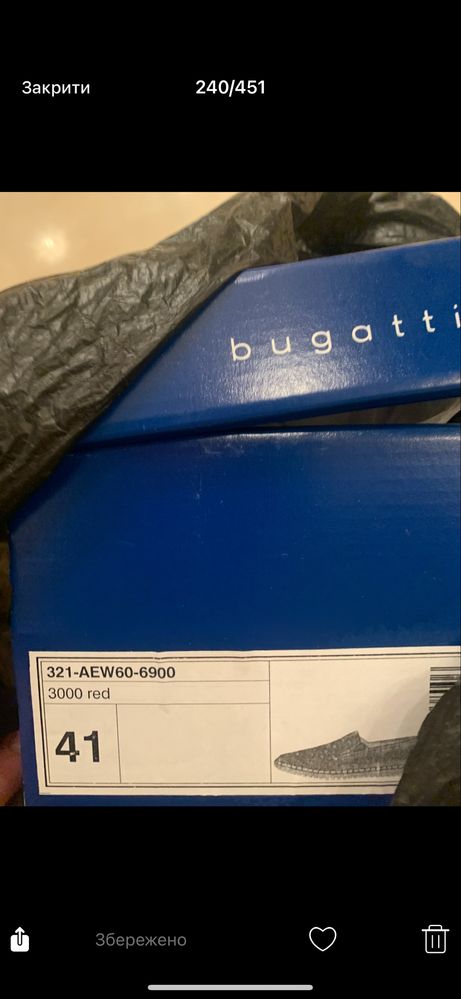 Закрити
240/451
bugatti
321-AEW60-6900
3000 red
41
Збережено